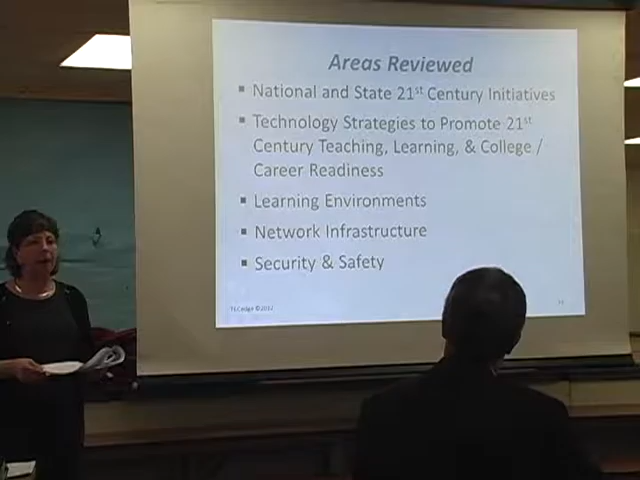 Areas Reviewed
▪ National and State 21st Century Initiatives
▪ Technology Strategies to Promote 21st
Century Teaching, Learning, & College /
Career Readiness
▪ Learning Environments
▪ Network Infrastructure
▪ Security & Safety